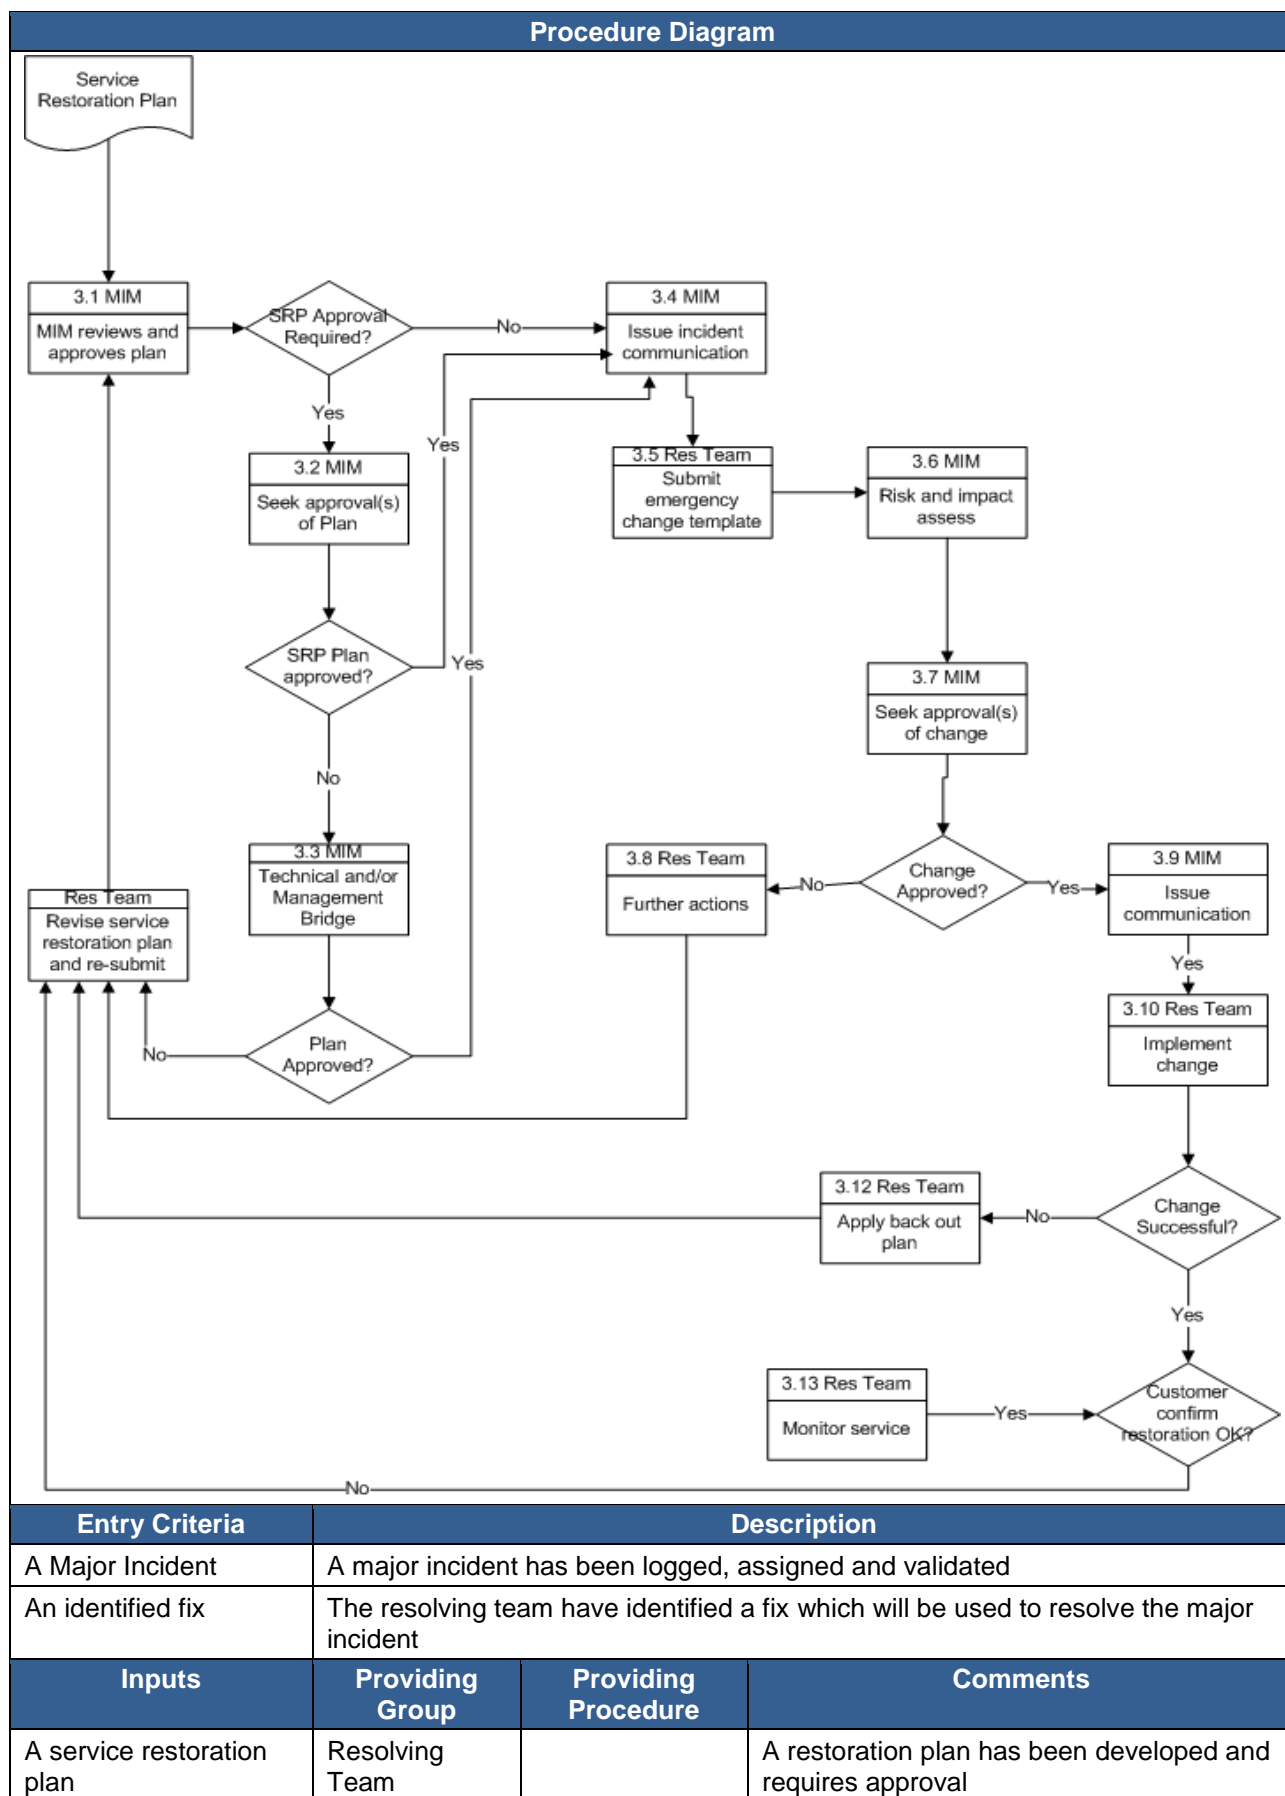 Procedure Diagram
Service
Restoration Plan
3.1 MIM
MIM reviews and
approves plan
SRP Approval
Required?
No
3.4 MIM
Issue incident
communication
Yes
Yes
3.2 MIM
Seek approval(s)
of Plan
3.5 Res Team
Submit
emergency
change template
3.6 MIM
Risk and impact
assess
SRP Plan
approved?
Yes
3.7 MIM
Seek approval(s)
of change
No
3.3 MIM
Technical and/or
Management
Bridge
3.8 Res Team
Further actions
No
Change
Approved?
Yes
3.9 MIM
Issue
communication
Res Team
Revise service
restoration plan
and re-submit
Yes
3.10 Res Team
Implement
change
No
Plan
Approved?
3.12 Res Team
Apply back out
plan
No
Change
Successful?
Yes
3.13 Res Team
Monitor service
Yes
Customer
confirm
restoration OK?
No
Entry Criteria
Description
A Major Incident
A major incident has been logged, assigned and validated
An identified fix
The resolving team have identified a fix which will be used to resolve the major
incident
Inputs
Providing
Group
Providing
Procedure
Comments
A service restoration
plan
Resolving
Team
A restoration plan has been developed and
requires approval